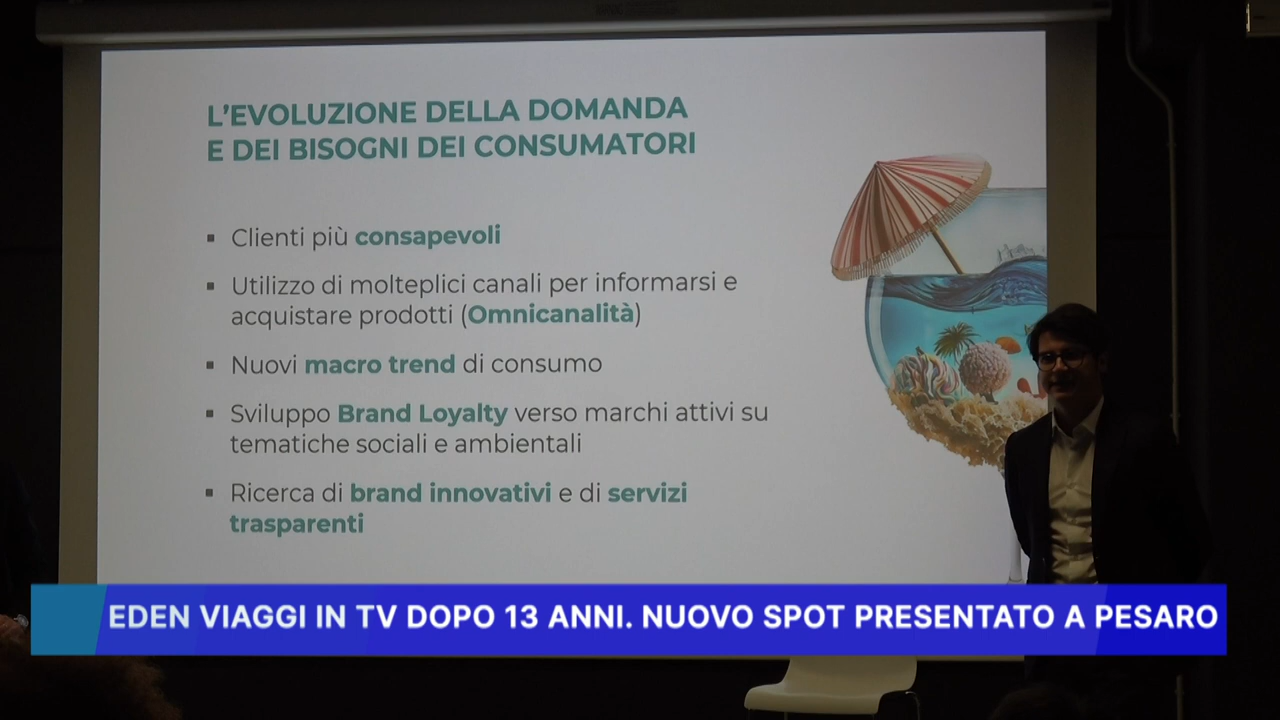 L'EVOLUZIONE DELLA DOMANDA
E DEI BISOGNI DEI CONSUMATORI
▪ Clienti più consapevoli
▪ Utilizzo di molteplici canali per informarsi e
acquistare prodotti (Omnicanalità)
▪ Nuovi macro trend di consumo
▪ Sviluppo Brand Loyalty verso marchi attivi su
tematiche sociali e ambientali
▪ Ricerca di brand innovativi e di servizi
trasparenti
EDEN VIAGGI IN TV DOPO 13 ANNI. NUOVO SPOT PRESENTATO A PESARO